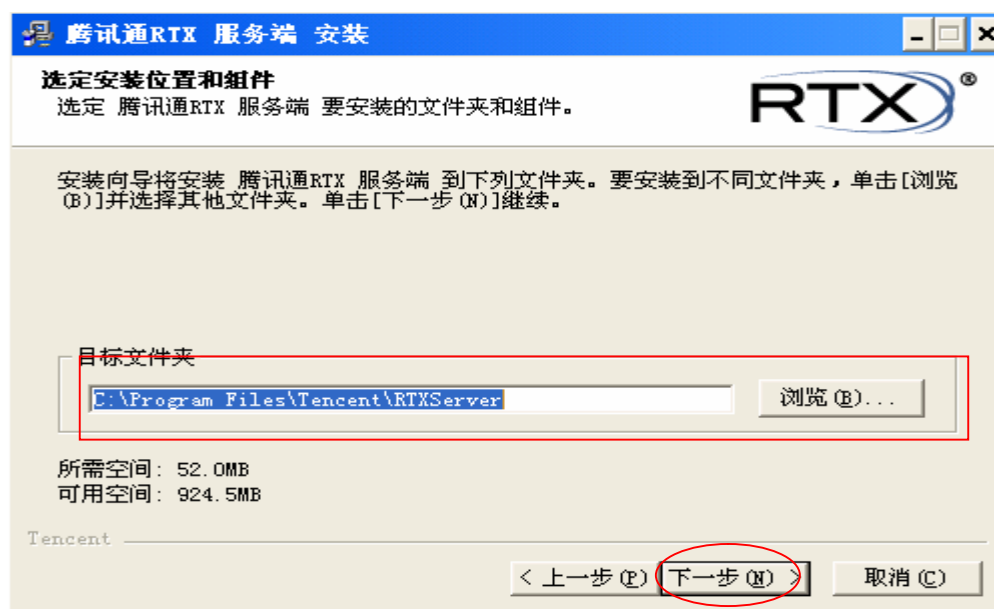 腾讯通RTX 服务端 安装
选定安装位置和组件
选定 腾讯通RTX 服务端 要安装的文件夹和组件。
RTX®
安装向导将安装 腾讯通RTX 服务端 到下列文件夹。要安装到不同文件夹，单击[浏览
(B)]并选择其他文件夹。单击[下一步(N)]继续。
目标文件夹
C:\Program Files\Tencent\RTXServer
浏览(B)...
所需空间: 52.0MB
可用空间: 924.5MB
Tencent
< 上一步(P) 下一步(N) > 取消(C)